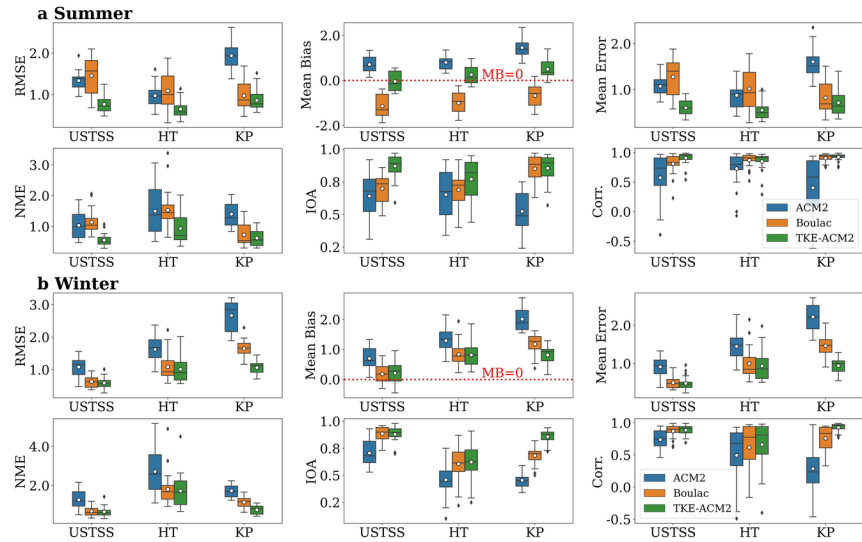 a Summer
RMSE
2.0
1.0
USTSS HT KP
Mean Bias
2.0
0.0
-2.0
MB=0
USTSS HT KP
Mean Error
2.0
1.0
USTSS HT KP
NME
3.0
2.0
1.0
USTSS HT KP
IOA
1.0
0.8
0.5
0.2
USTSS HT KP
Corr.
1.0
0.5
0.0
-0.5
ACM2
Boulac
TKE-ACM2
USTSS HT KP
b Winter
RMSE
3.0
2.0
1.0
USTSS HT KP
Mean Bias
2.0
1.0
0.0
MB=0
USTSS HT KP
Mean Error
2.0
1.0
USTSS HT KP
NME
4.0
2.0
USTSS HT KP
IOA
1.0
0.8
0.5
0.2
USTSS HT KP
Corr.
1.0
0.5
0.0
-0.5
ACM2
Boulac
TKE-ACM2
USTSS HT KP